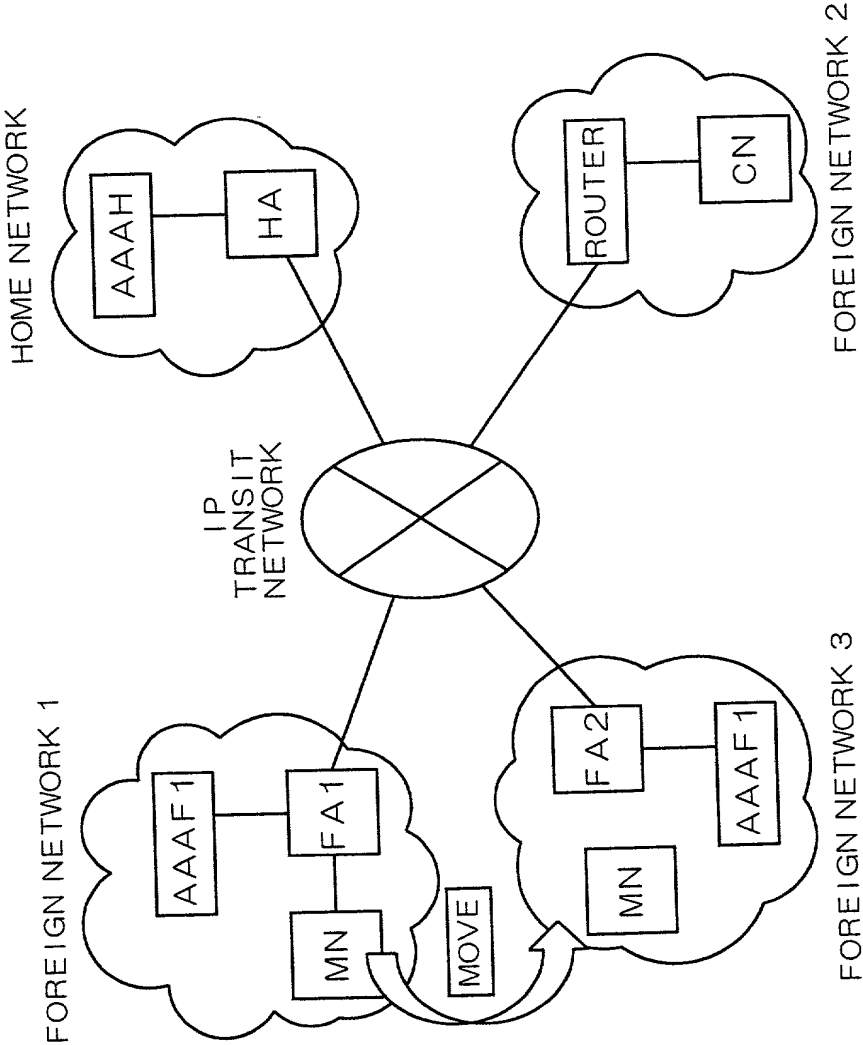 FOREIGN NETWORK 1
AAAF1
MN
FA1
IP
TRANSIT
NETWORK
HOME NETWORK
AAAH
HA
MOVE
MN
FA2
AAAF1
FOREIGN NETWORK 3
ROUTER
CN
FOREIGN NETWORK 2